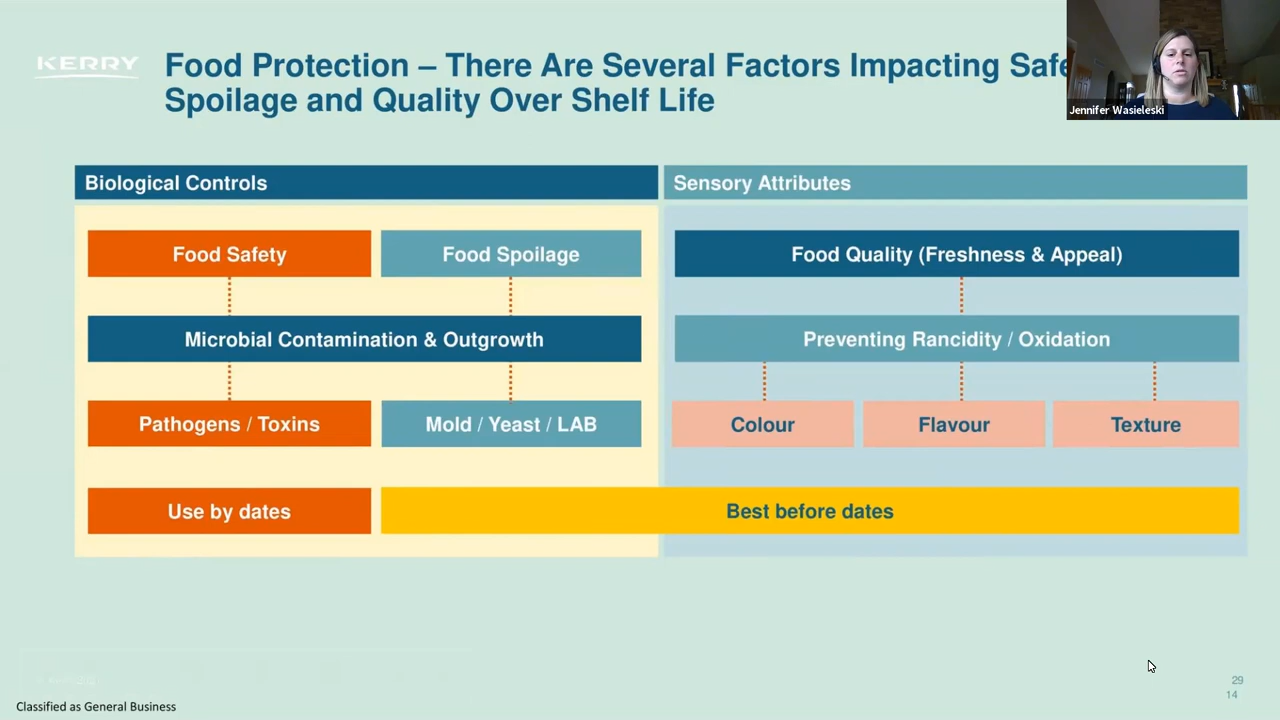 KERRY
Food Protection – There Are Several Factors Impacting
Spoilage and Quality Over Shelf Life
Jennifer Wasieleski
Biological Controls
Sensory Attributes
Food Safety
Food Spoilage
Food Quality (Freshness & Appeal)
Microbial Contamination & Outgrowth
Preventing Rancidity / Oxidation
Pathogens / Toxins
Mold / Yeast / LAB
Colour
Flavour
Texture
Use by dates
Best before dates
29
14
Classified as General Business